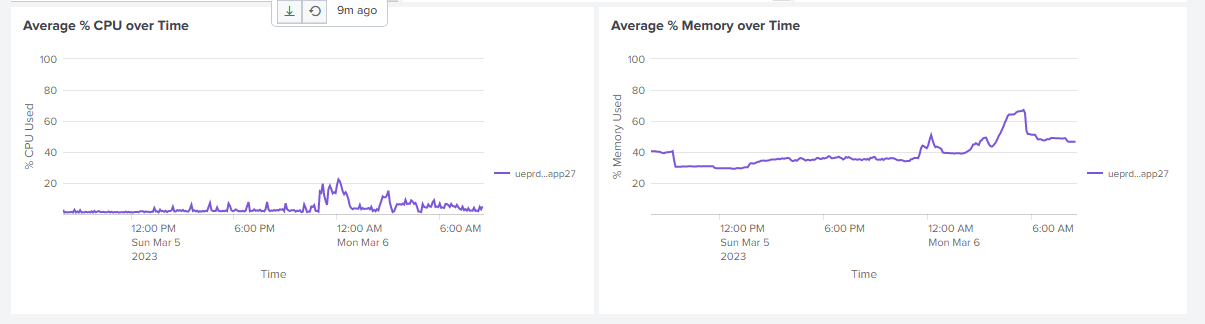 9m ago
Average % CPU over Time
100
80
60
40
20
% CPU Used
12:00 PM
Sun Mar 5
2023
6:00 PM
12:00 AM
Mon Mar 6
6:00 AM
Time
ueprd...app27
Average % Memory over Time
100
80
60
40
20
% Memory Used
12:00 PM
Sun Mar 5
2023
6:00 PM
12:00 AM
Mon Mar 6
6:00 AM
Time
ueprd...app27